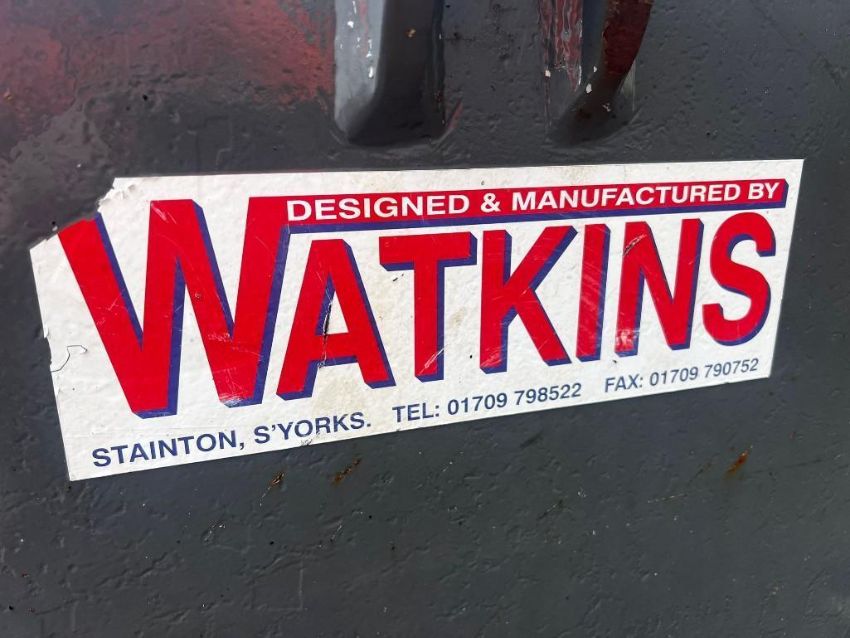 DESIGNED & MANUFACTURED BY
WATKINS
STAINTON, S'YORKS. TEL: 01709 798522 FAX: 01709 790752